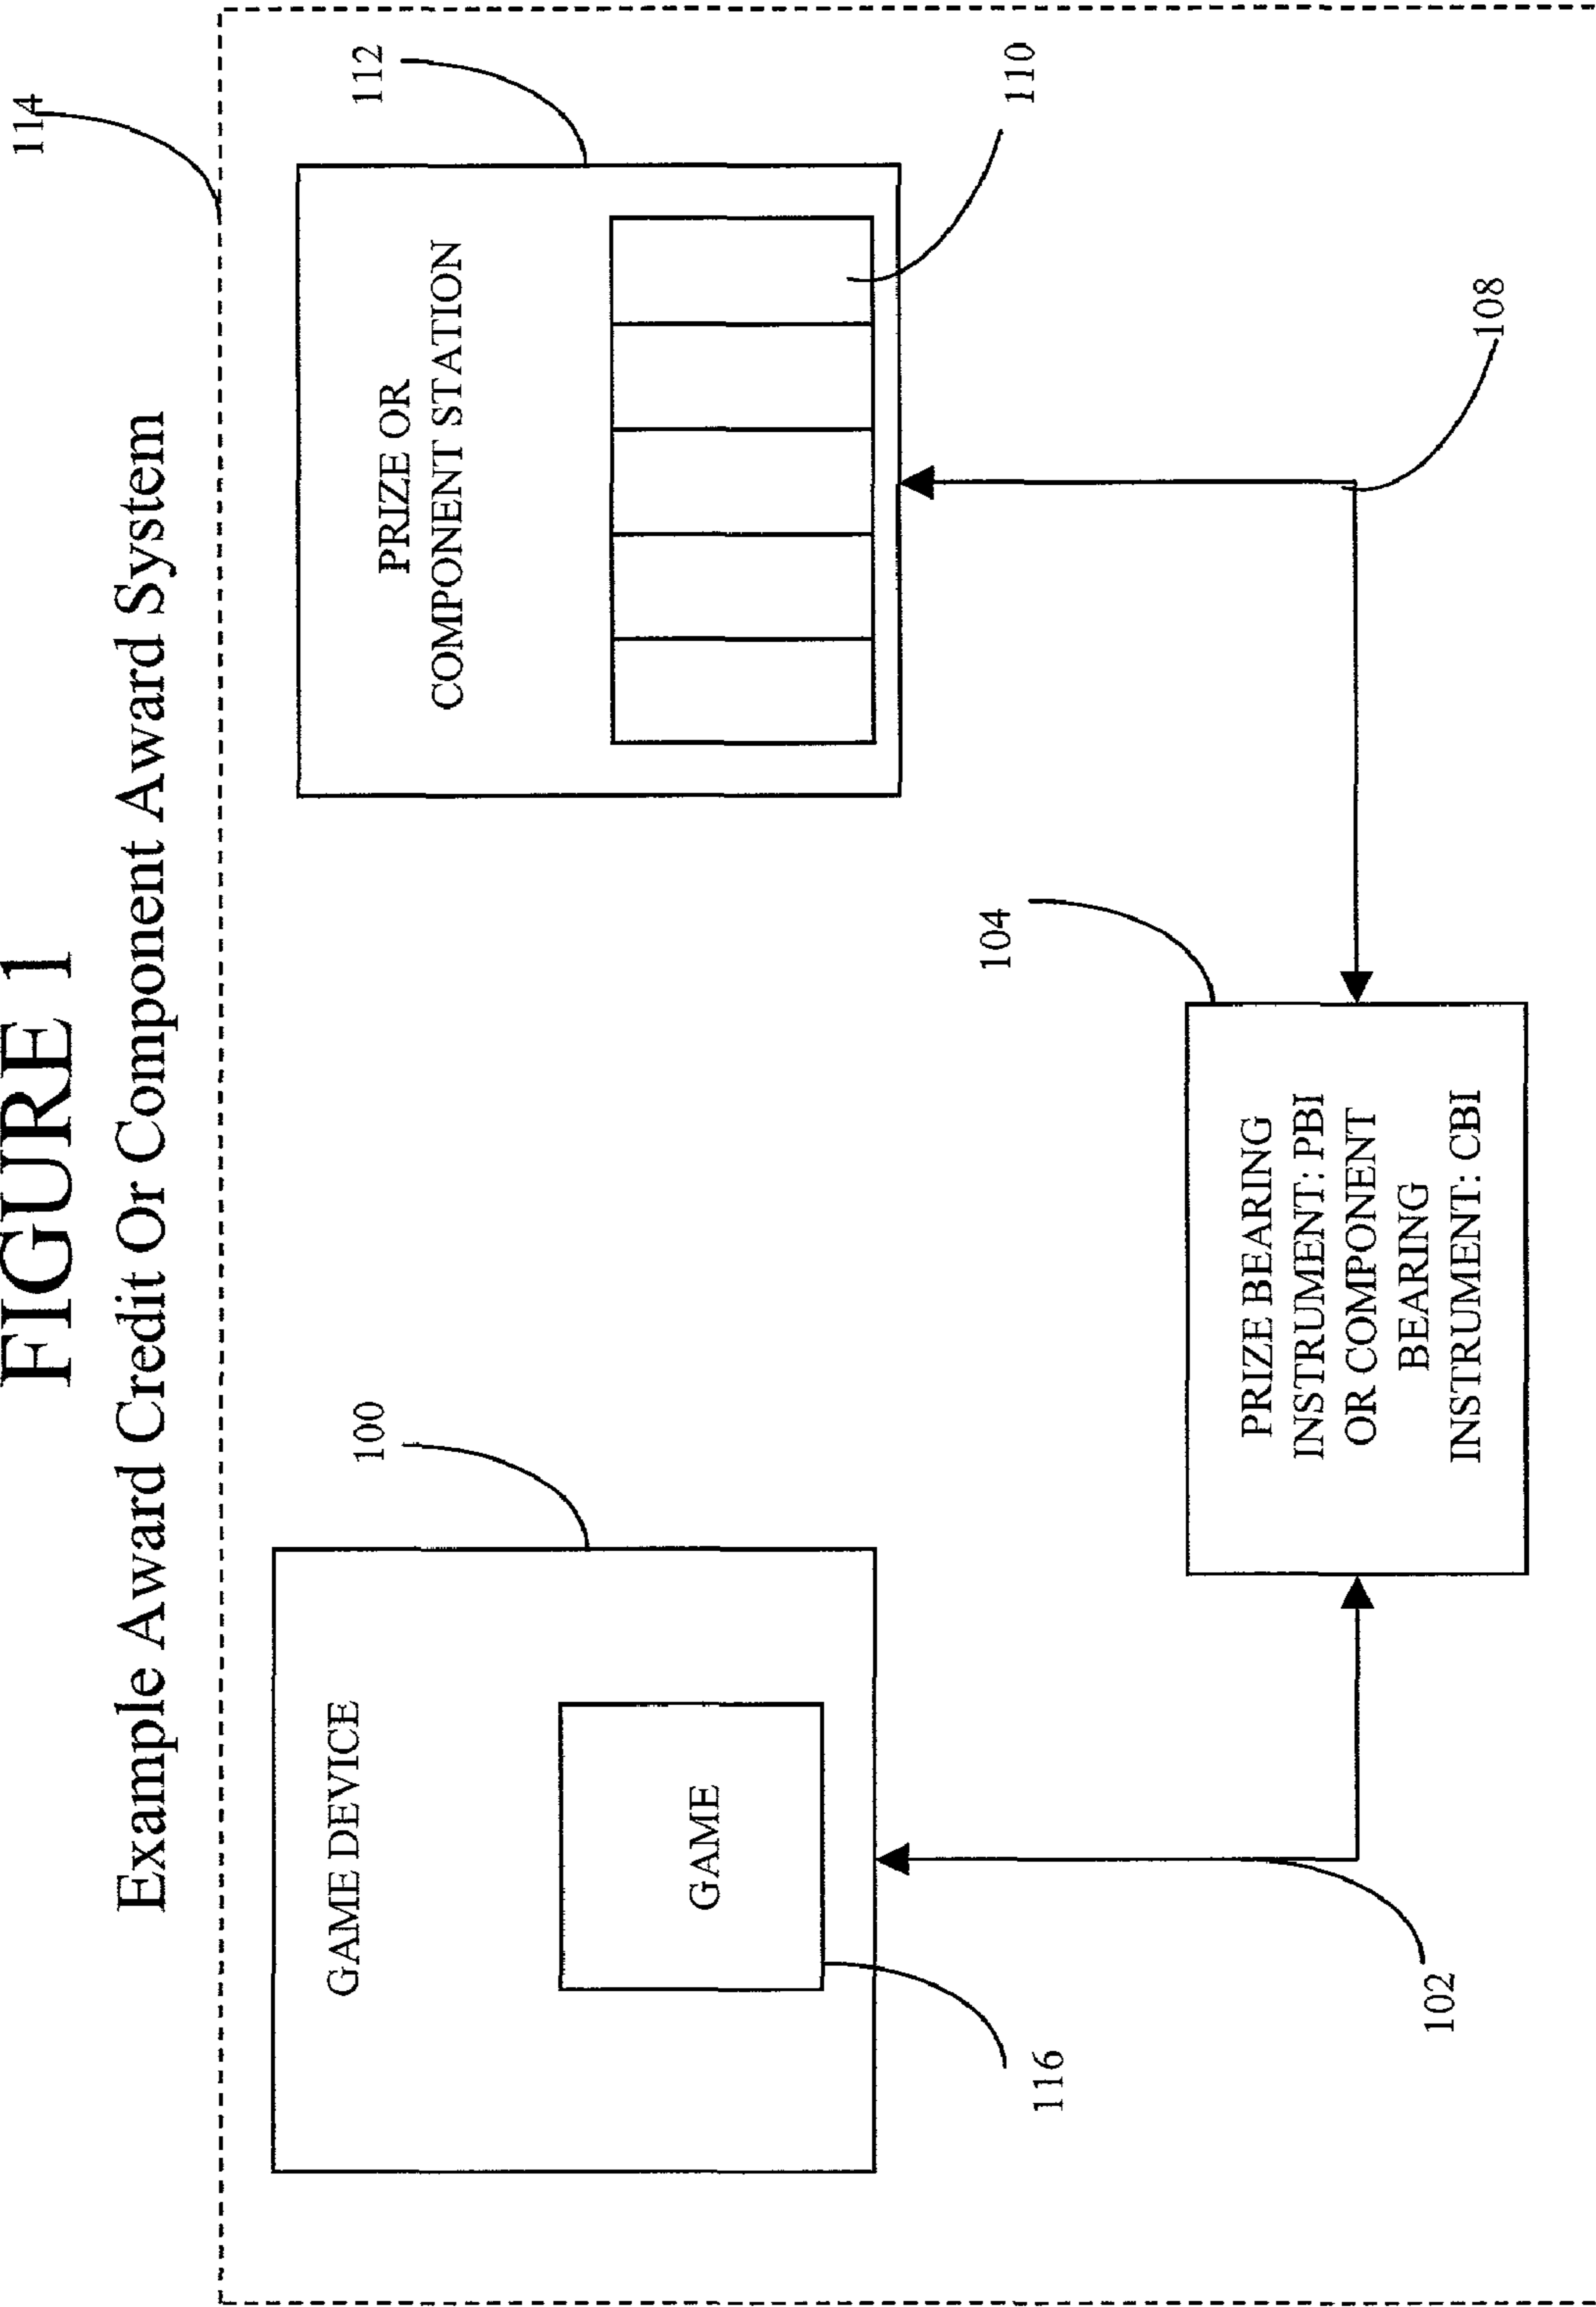 FIGURE 1
Example Award Credit Or Component Award System
114
100
112
GAME DEVICE
PRIZE OR
COMPONENT STATION
GAME
116
110
104
PRIZE BEARING
INSTRUMENT: PBI
OR COMPONENT
BEARING
INSTRUMENT: CBI
102
108